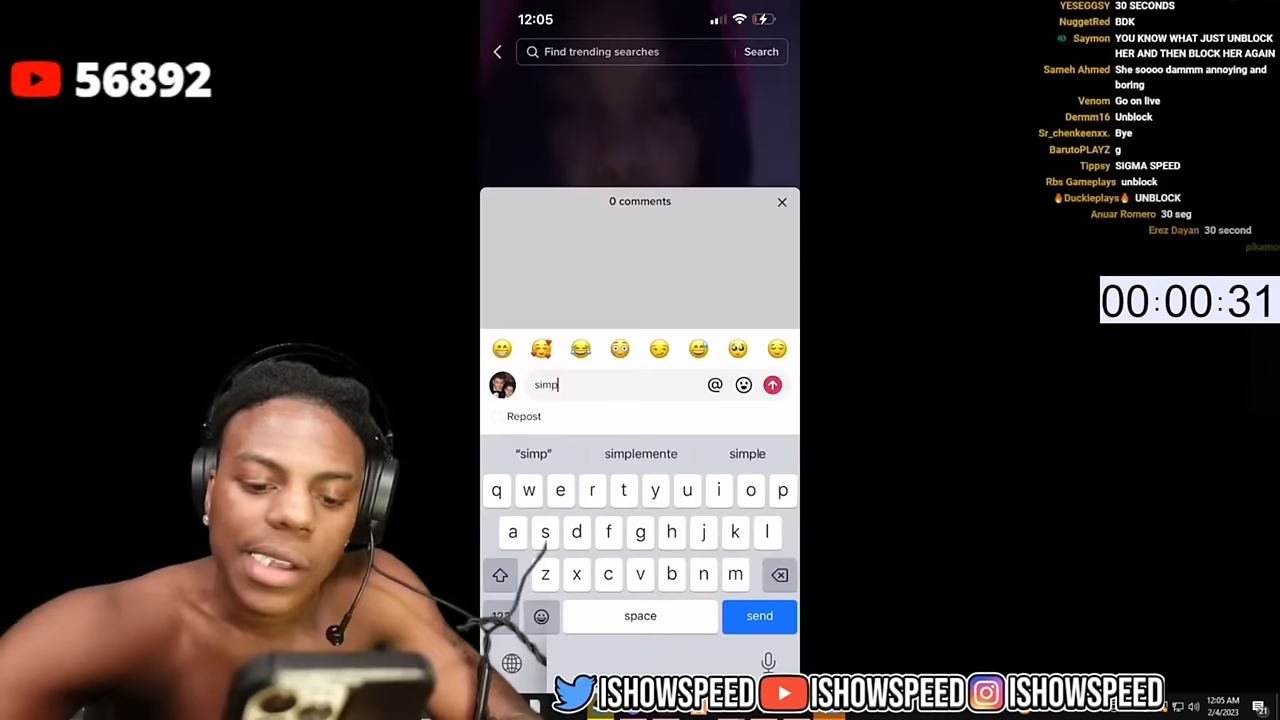 56892
12:05
Find trending searches
Search
0 comments
simp
@
Repost
"simp" simplemente simple
q w e r t y u i o p
a s d f g h j k l
z x c v b n m
space
send
YESEGGSY 30 SECONDS
NuggetRed BDK
Saymon YOU KNOW WHAT JUST UNBLOCK
HER AND THEN BLOCK HER AGAIN
Sameh Ahmed She soooo dammm annoying and
boring
Venom Go on live
Dermm16 Unblock
Sr_chenkeenxx. Bye
BarutoPLAYZ g
Tippsy SIGMA SPEED
Rbs Gameplays unblock
🔥Duckieplays🔥 UNBLOCK
Anuar Romero 30 seg
Erez Dayan 30 second
00:00:31
ISHOWSPEED ISHOWSPEED ISHOWSPEED
12:05 AM
2/4/2023